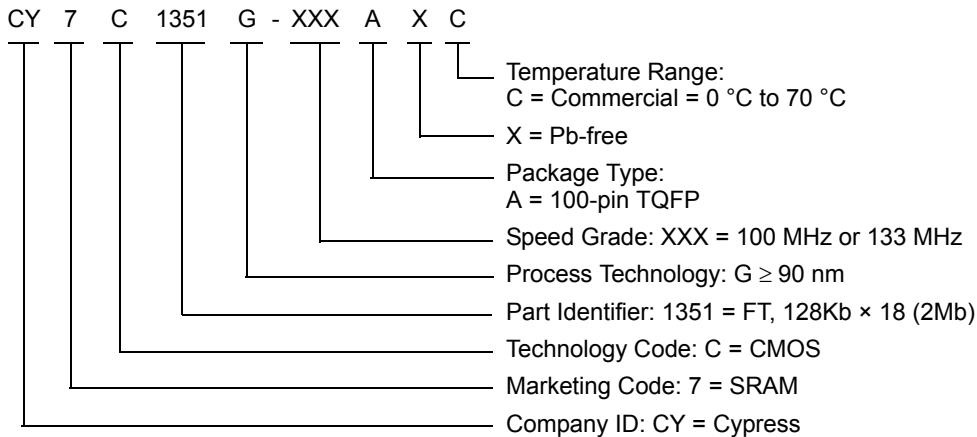 CY 7 C 1351 G - XXX A X C
Temperature Range:
C = Commercial = 0 °C to 70 °C
X = Pb-free
Package Type:
A = 100-pin TQFP
Speed Grade: XXX = 100 MHz or 133 MHz
Process Technology: G ≥ 90 nm
Part Identifier: 1351 = FT, 128Kb × 18 (2Mb)
Technology Code: C = CMOS
Marketing Code: 7 = SRAM
Company ID: CY = Cypress